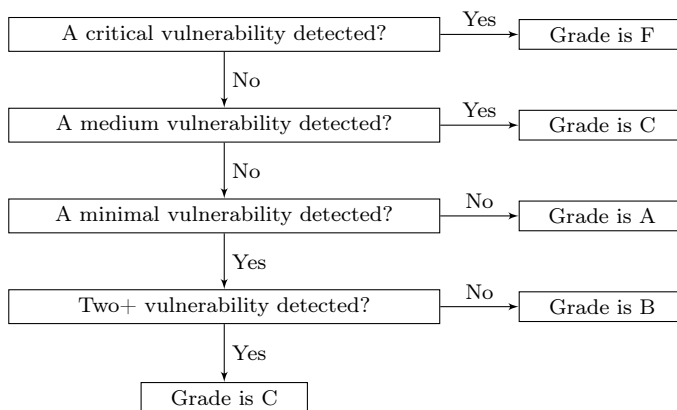 A critical vulnerability detected?
Yes
Grade is F
No
A medium vulnerability detected?
Yes
Grade is C
No
A minimal vulnerability detected?
No
Grade is A
Yes
Two+ vulnerability detected?
No
Grade is B
Yes
Grade is C